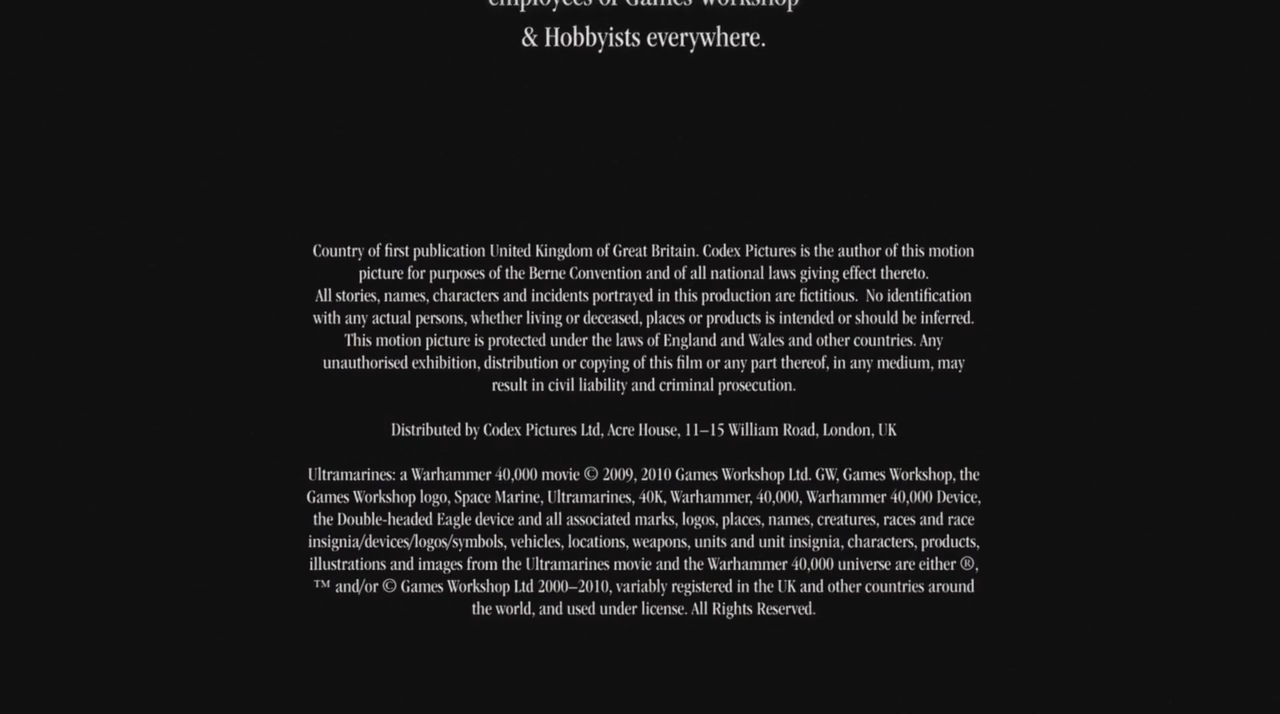 employees of Games Workshop
& Hobbyists everywhere.
Country of first publication United Kingdom of Great Britain. Codex Pictures is the author of this motion
picture for purposes of the Berne Convention and of all national laws giving effect thereto.
All stories, names, characters and incidents portrayed in this production are fictitious.  No identification
with any actual persons, whether living or deceased, places or products is intended or should be inferred.
This motion picture is protected under the laws of England and Wales and other countries. Any
unauthorised exhibition, distribution or copying of this film or any part thereof, in any medium, may
result in civil liability and criminal prosecution.
Distributed by Codex Pictures Ltd, Acre House, 11–15 William Road, London, UK
Ultramarines: a Warhammer 40,000 movie © 2009, 2010 Games Workshop Ltd. GW, Games Workshop, the
Games Workshop logo, Space Marine, Ultramarines, 40K, Warhammer, 40,000, Warhammer 40,000 Device,
the Double-headed Eagle device and all associated marks, logos, places, names, creatures, races and race
insignia/devices/logos/symbols, vehicles, locations, weapons, units and unit insignia, characters, products,
illustrations and images from the Ultramarines movie and the Warhammer 40,000 universe are either ®,
™ and/or © Games Workshop Ltd 2000–2010, variably registered in the UK and other countries around
the world, and used under license. All Rights Reserved.